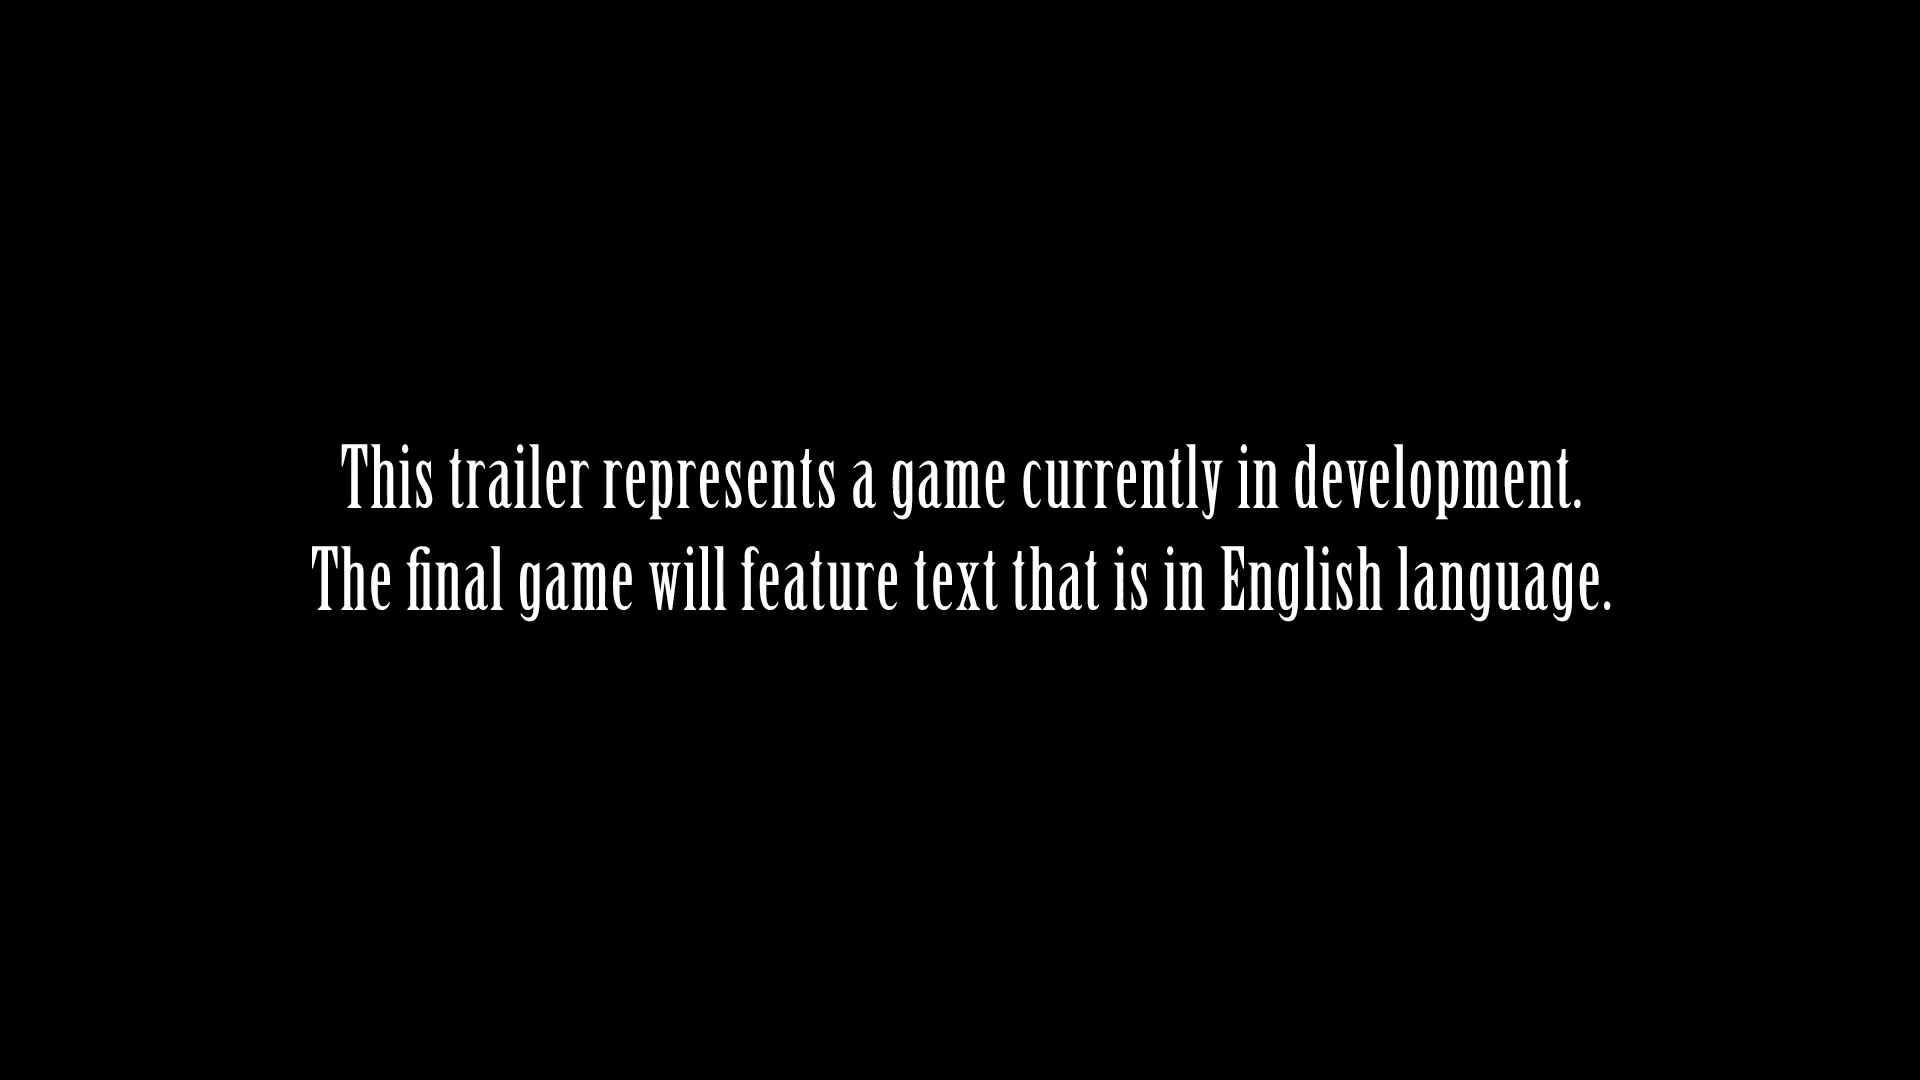 This trailer represents a game currently in development.
The final game will feature text that is in English language.